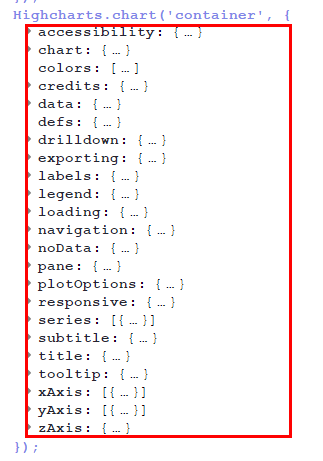 });
Highcharts.chart('container', {
accessibility: {…}
chart: {…}
colors: […]
credits: {…}
data: {…}
defs: {…}
drilldown: {…}
exporting: {…}
labels: {…}
legend: {…}
loading: {…}
navigation: {…}
noData: {…}
pane: {…}
plotOptions: {…}
responsive: {…}
series: [{…}]
subtitle: {…}
title: {…}
tooltip: {…}
xAxis: [{…}]
yAxis: [{…}]
zAxis: {…}
});